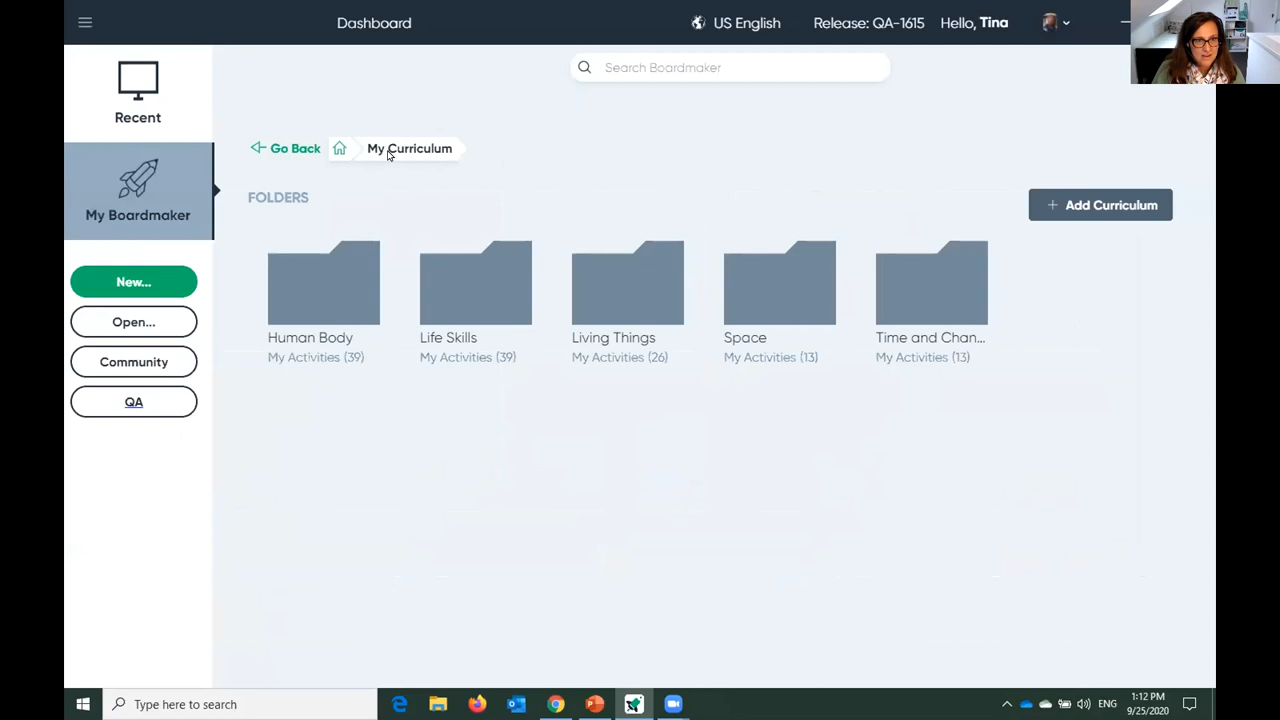 Dashboard
US English
Release: QA-1615
Hello, Tina
Recent
My Boardmaker
New...
Open...
Community
QA
Search Boardmaker
Go Back
My Curriculum
FOLDERS
+ Add Curriculum
Human Body
My Activities (39)
Life Skills
My Activities (39)
Living Things
My Activities (26)
Space
My Activities (13)
Time and Chan...
My Activities (13)
Type here to search
ENG
1:12 PM
9/25/2020